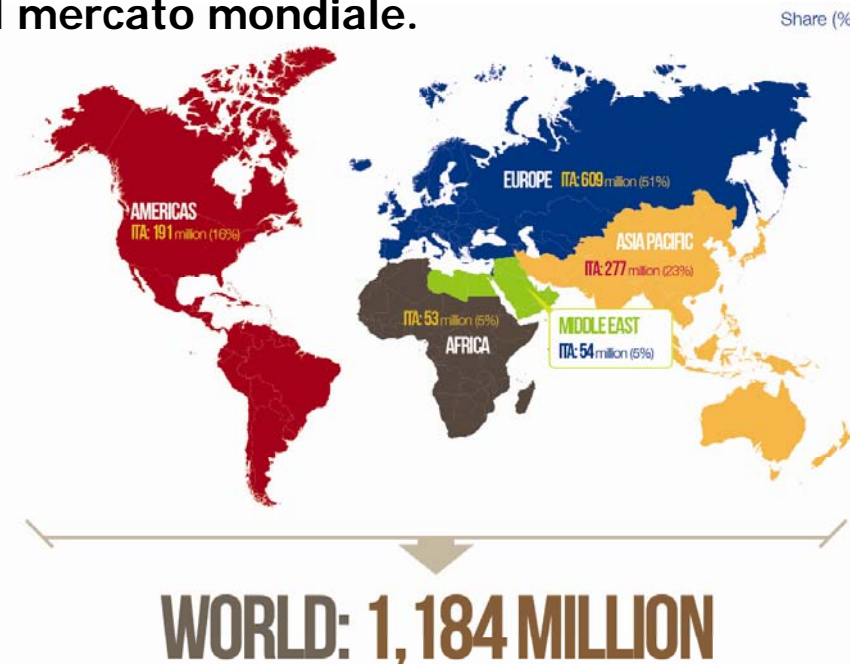 mercato mondiale.
Share
EUROPE ITA: 609 million (51%)
AMERICAS
ITA: 191 million (16%)
ASIA PACIFIC
ITA: 277 million (23%)
ITA: 53 million (5%)
AFRICA
MIDDLE EAST
ITA: 54 million (5%)
WORLD: 1,184 MILLION